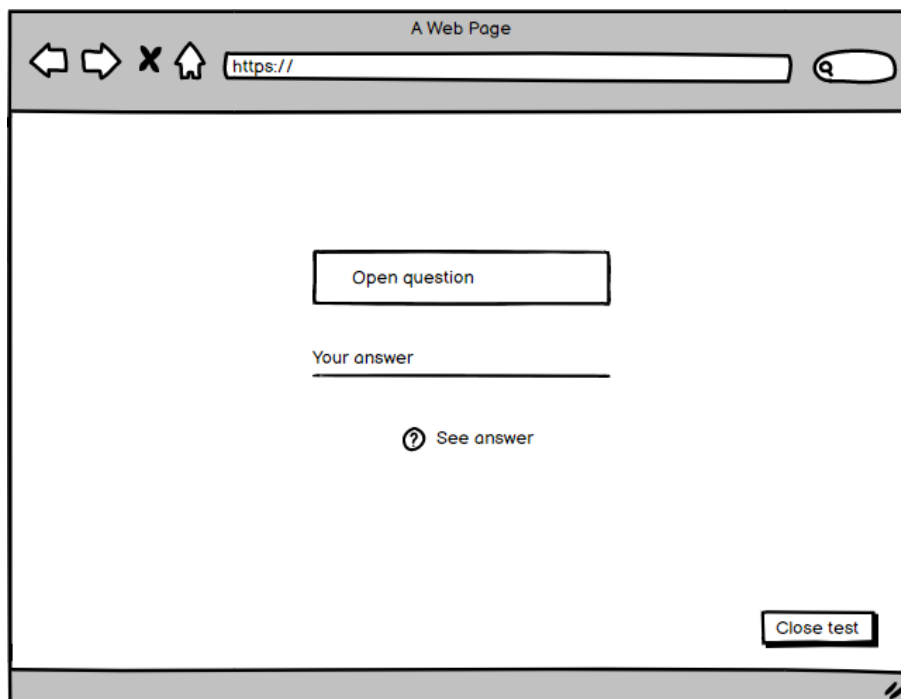 A Web Page
https://
Open question
Your answer
? See answer
Close test